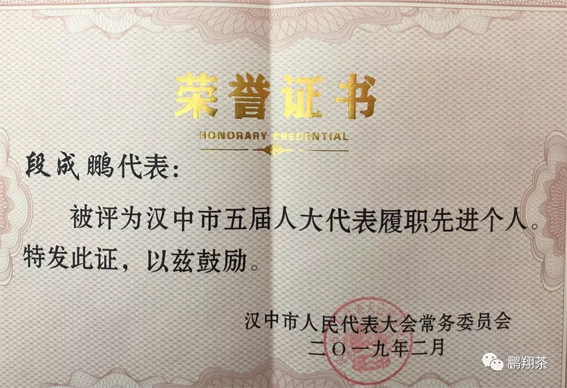 荣誉证书
HONORARY CREDENTIAL
段成鹏代表：
被评为汉中市五届人大代表履职先进个人。
特发此证，以兹鼓励。
汉中市人民代表大会常务委员会
二〇一九年二月
鹏翔茶